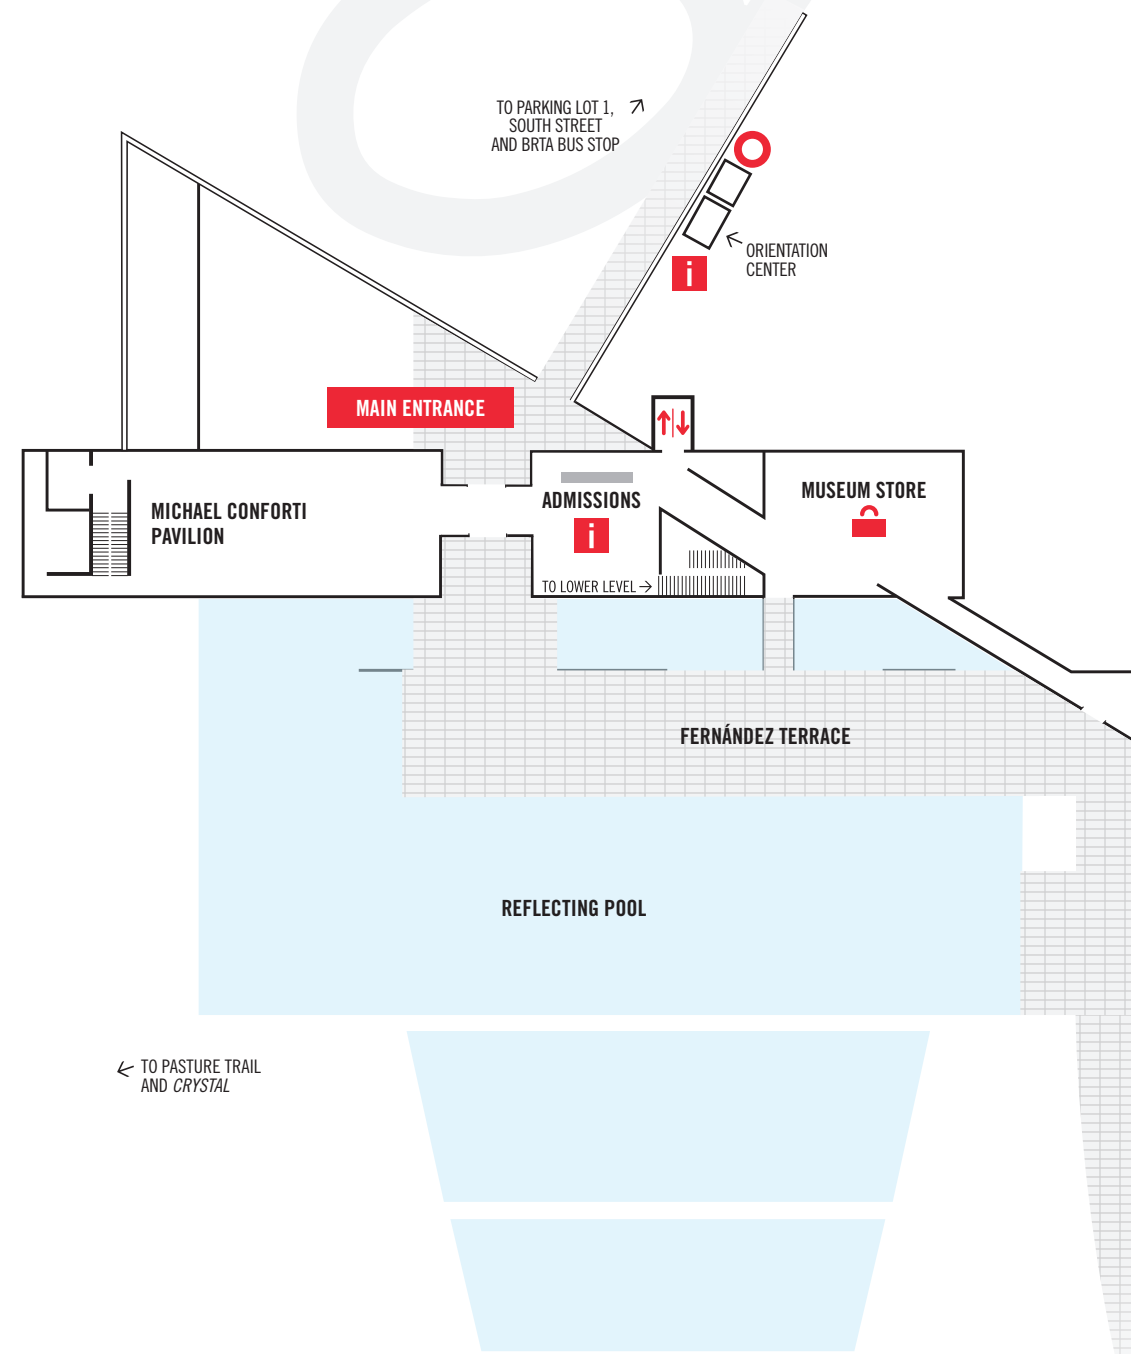 TO PARKING LOT 1,
SOUTH STREET
AND BRTA BUS STOP
ORIENTATION
CENTER
i
MAIN ENTRANCE
MICHAEL CONFORTI
PAVILION
ADMISSIONS
i
MUSEUM STORE
TO LOWER LEVEL
FERNÁNDEZ TERRACE
REFLECTING POOL
TO PASTURE TRAIL
AND CRYSTAL